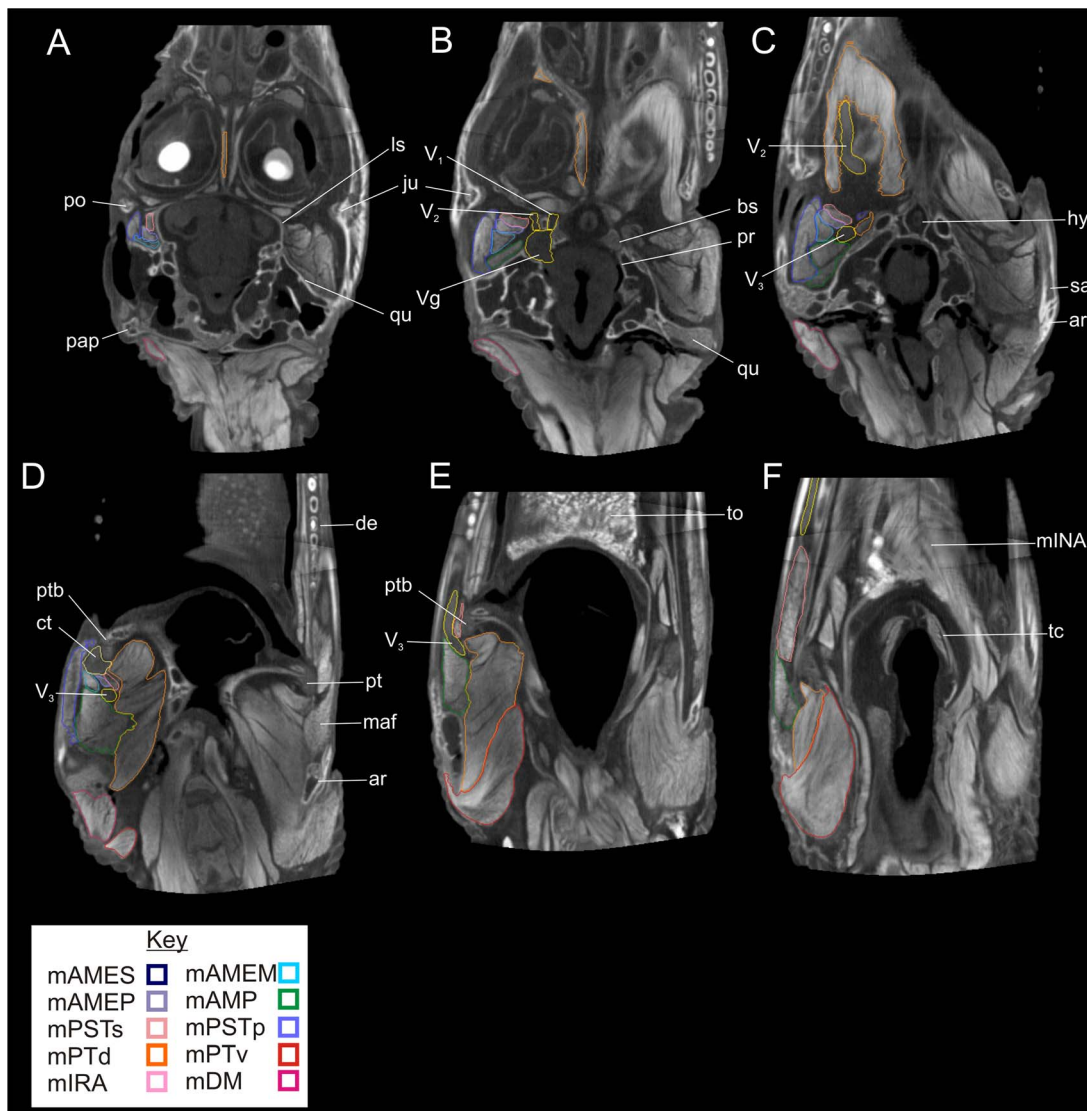 A
B
C
ls
V1
V2
ju
V2
po
bs
pr
hy
Vg
V3
sa
qu
ar
pap
qu
D
E
F
to
de
mINA
ptb
ptb
ct
tc
V3
V3
pt
maf
ar
Key
mAMES mAMEM
mAMEP mAMP
mPSTs mPSTp
mPTd mPTv
mIRA mDM